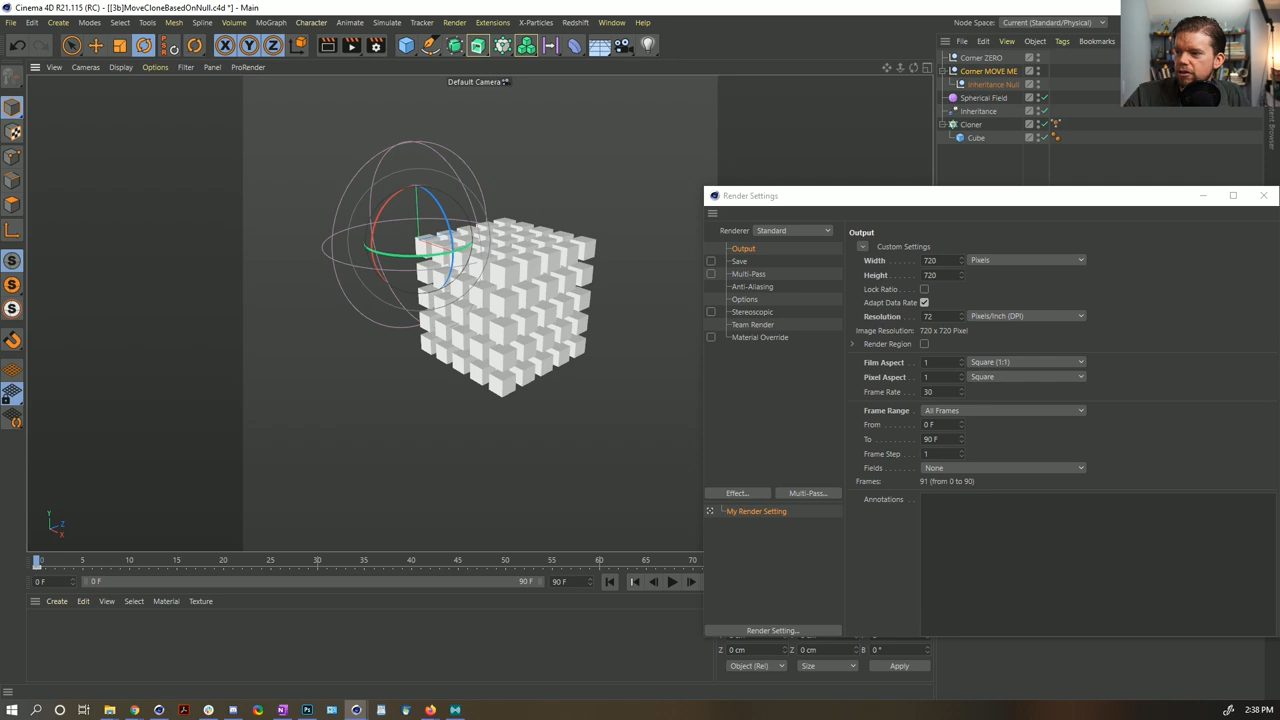 Cinema 4D R21.115 (RC) - [[3b]MoveCloneBasedOnNull.c4d *] - Main
File Edit Create Modes Select Tools Mesh Spline Volume MoGraph Character Animate Simulate Tracker Render Extensions X-Particles Redshift Window Help
Node Space: Current (Standard/Physical)
PSR 0
X Y Z
File Edit View Object Tags Bookmarks
View Cameras Display Options Filter Panel ProRender
Default Camera
Corner ZERO
Corner MOVE ME
Inheritance Null
Spherical Field
Inheritance
Cloner
Cube
Content Browser
Render Settings
Renderer Standard
Output
Save
Multi-Pass
Anti-Aliasing
Options
Stereoscopic
Team Render
Material Override
Effect... Multi-Pass...
My Render Setting
Render Setting...
Output
Custom Settings
Width 720 Pixels
Height 720
Lock Ratio
Adapt Data Rate
Resolution 72 Pixels/Inch (DPI)
Image Resolution: 720 x 720 Pixel
Render Region
Film Aspect 1 Square (1:1)
Pixel Aspect 1 Square
Frame Rate 30
Frame Range All Frames
From 0 F
To 90 F
Frame Step 1
Fields None
Frames: 91 (from 0 to 90)
Annotations
Y
Z
X
0 5 10 15 20 25 30 35 40 45 50 55 60 65 70
0 F 0 F 90 F 90 F
Create Edit View Select Material Texture
Z 0 cm Z 0 cm B 0 °
Object (Rel) Size Apply
2:38 PM